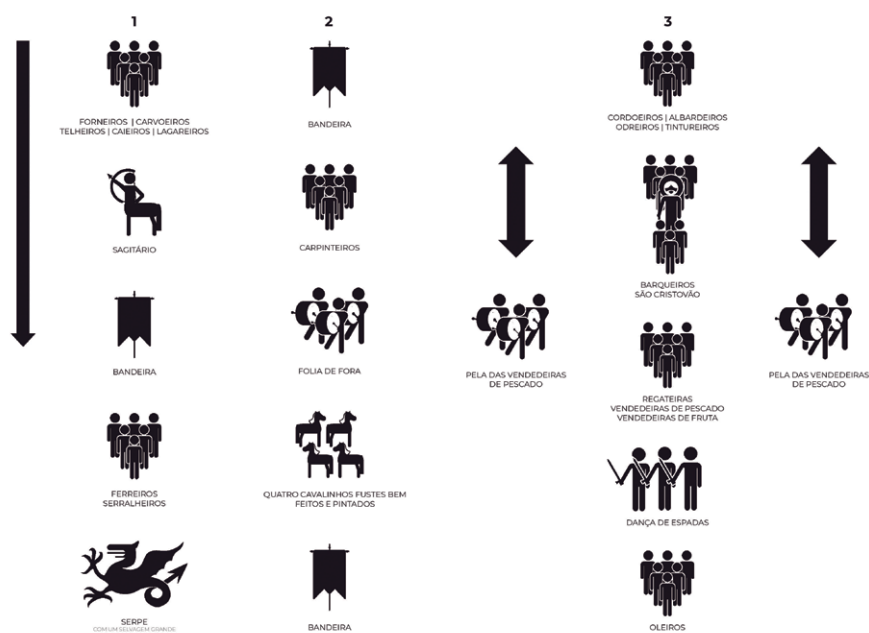 1
FORNEIROS | CARVOEIROS
TELHEIROS | CAIEIROS | LAGAREIROS
SAGITÁRIO
BANDEIRA
FERREIROS
SERRALHEIROS
SERPE
COM UM SELVAGEM GRANDE
2
BANDEIRA
CARPINTEIROS
FOLIA DE FORA
QUATRO CAVALINHOS FUSTES BEM
FEITOS E PINTADOS
BANDEIRA
PELA DAS VENDEDEIRAS
DE PESCADO
3
CORDOEIROS | ALBARDEIROS
ODREIROS | TINTUREIROS
BARQUEIROS
SÃO CRISTOVÃO
REGATEIRAS
VENDEDEIRAS DE PESCADO
VENDEDEIRAS DE FRUTA
DANÇA DE ESPADAS
OLEIROS
PELA DAS VENDEDEIRAS
DE PESCADO